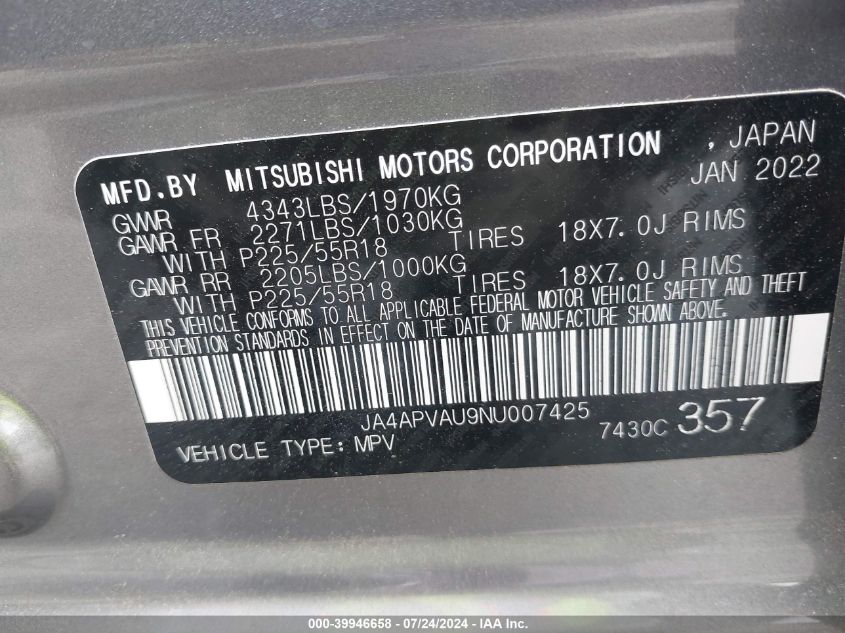 MFD.BY MITSUBISHI MOTORS CORPORATION , JAPAN
JAN 2022
GVWR 4343LBS/1970KG
GAWR FR 2271LBS/1030KG
WITH P225/55R18 TIRES 18X7.0J RIMS
GAWR RR 2205LBS/1000KG
WITH P225/55R18 TIRES 18X7.0J RIMS
THIS VEHICLE CONFORMS TO ALL APPLICABLE FEDERAL MOTOR VEHICLE SAFETY AND THEFT
PREVENTION STANDARDS IN EFFECT ON THE DATE OF MANUFACTURE SHOWN ABOVE.
JA4APVAU9NU007425
VEHICLE TYPE: MPV 7430C 357
000-39946658 - 07/24/2024 - IAA, Inc.